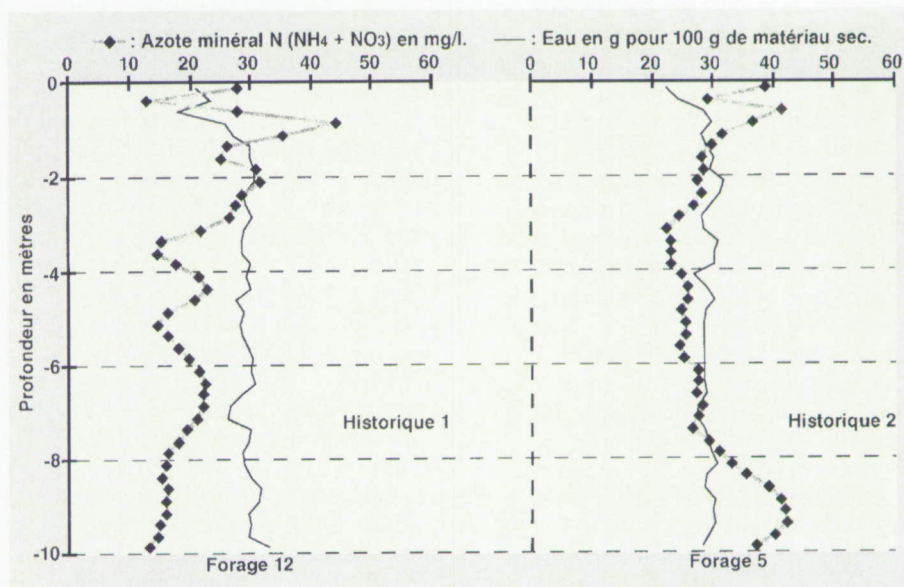 : Azote minéral N (NH4 + NO3) en mg/l. : Eau en g pour 100 g de matériau sec.
0 10 20 30 40 50 60 0 10 20 30 40 50 60
0
-2
-4
-6
-8
-10
Profondeur en mètres
Historique 1 Historique 2
Forage 12 Forage 5